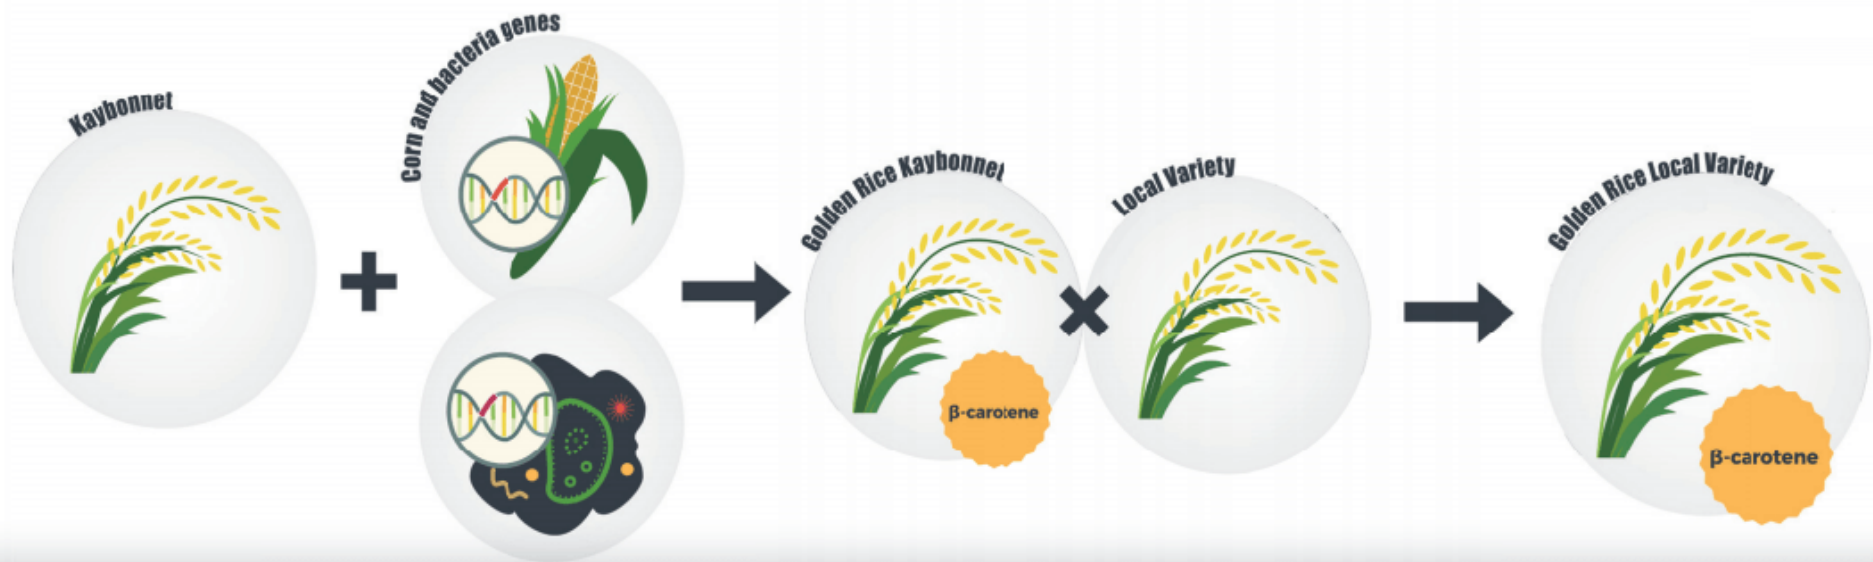 Kaybonnet
Corn and bacteria genes
Golden Rice Kaybonnet
β-carotene
Local Variety
Golden Rice Local Variety
β-carotene